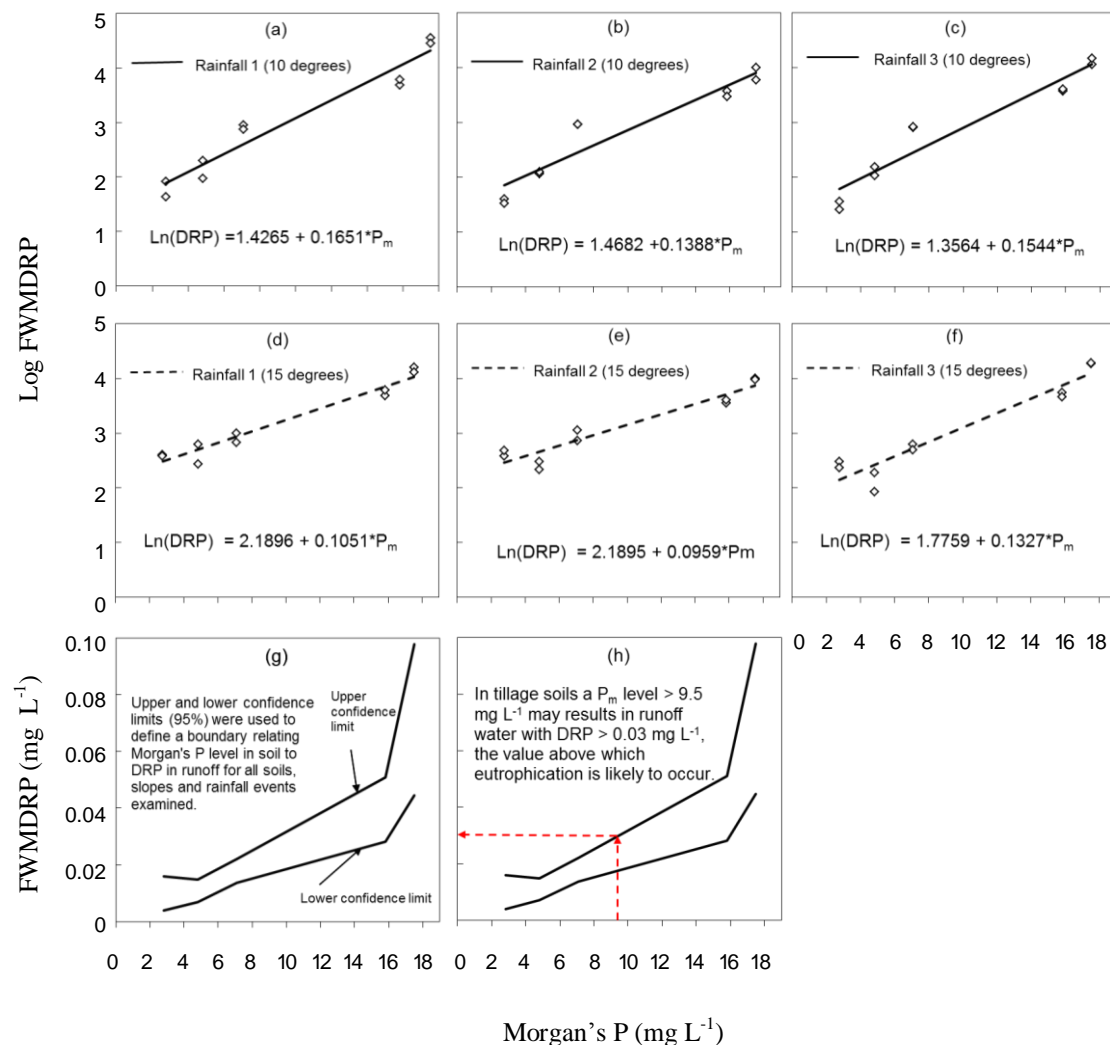 Log FWMDRP
5
4
3
2
1
0
(a)
Rainfall 1 (10 degrees)
Ln(DRP) =1.4265 + 0.1651*Pm
(b)
Rainfall 2 (10 degrees)
Ln(DRP) = 1.4682 +0.1388*Pm
(c)
Rainfall 3 (10 degrees)
Ln(DRP) = 1.3564 + 0.1544*Pm
5
4
3
2
1
0
(d)
Rainfall 1 (15 degrees)
Ln(DRP) = 2.1896 + 0.1051*Pm
(e)
Rainfall 2 (15 degrees)
Ln(DRP) = 2.1895 + 0.0959*Pm
(f)
Rainfall 3 (15 degrees)
Ln(DRP) = 1.7759 + 0.1327*Pm
0 2 4 6 8 10 12 14 16 18
FWMDRP (mg L-1)
0.10
0.08
0.06
0.04
0.02
0.00
(g)
Upper and lower confidence
limits (95%) were used to
define a boundary relating
Morgan's P level in soil to
DRP in runoff for all soils,
slopes and rainfall events
examined.
Upper
confidence
limit
Lower confidence limit
(h)
In tillage soils a Pm level > 9.5
mg L-1 may results in runoff
water with DRP > 0.03 mg L-1,
the value above which
eutrophication is likely to occur.
0 2 4 6 8 10 12 14 16 18
0 2 4 6 8 10 12 14 16 18
Morgan's P (mg L-1)